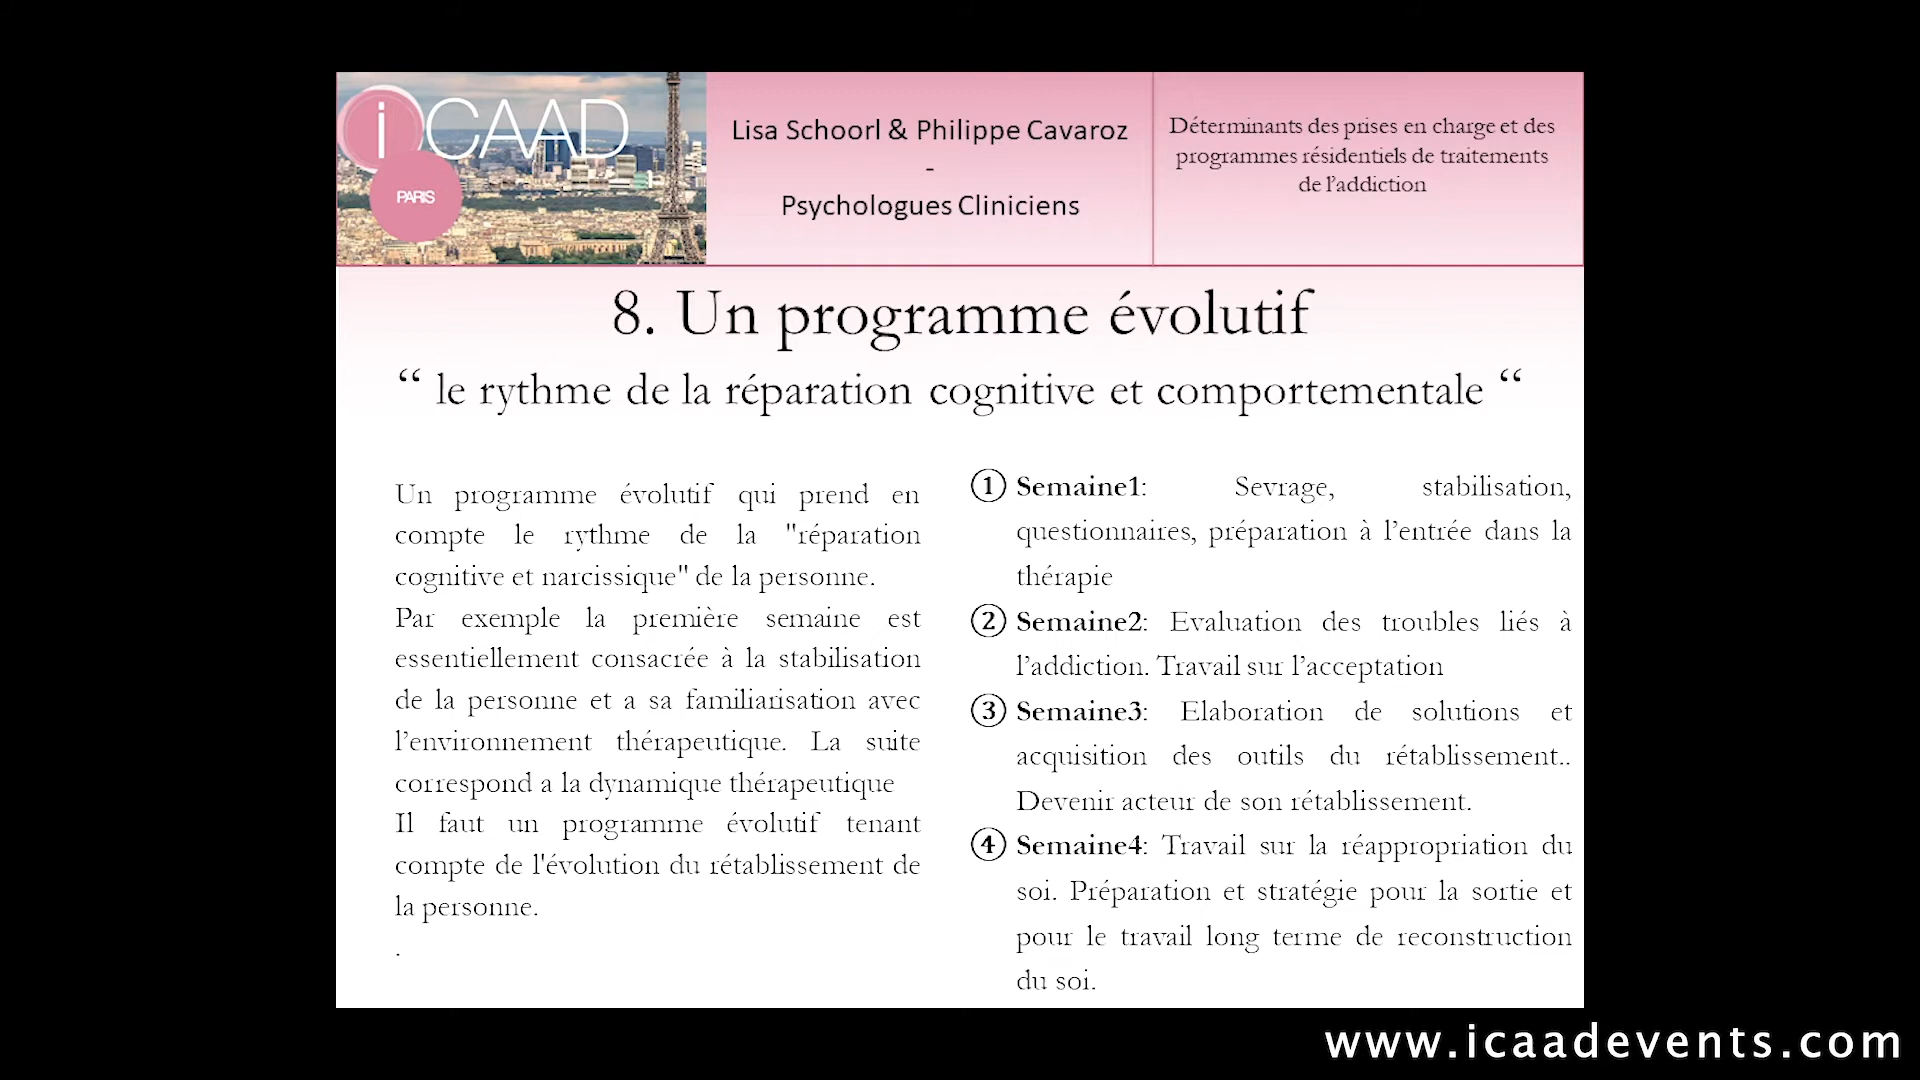 iCAAD
PARIS
Lisa Schoorl & Philippe Cavaroz
-
Psychologues Cliniciens
Déterminants des prises en charge et des
programmes résidentiels de traitements
de l’addiction
8. Un programme évolutif
“ le rythme de la réparation cognitive et comportementale “
Un programme évolutif qui prend en
compte le rythme de la "réparation
cognitive et narcissique" de la personne.
Par exemple la première semaine est
essentiellement consacrée à la stabilisation
de la personne et a sa familiarisation avec
l’environnement thérapeutique. La suite
correspond a la dynamique thérapeutique
Il faut un programme évolutif tenant
compte de l'évolution du rétablissement de
la personne.
.
① Semaine1: Sevrage, stabilisation,
questionnaires, préparation à l’entrée dans la
thérapie
② Semaine2: Evaluation des troubles liés à
l’addiction. Travail sur l’acceptation
③ Semaine3: Elaboration de solutions et
acquisition des outils du rétablissement..
Devenir acteur de son rétablissement.
④ Semaine4: Travail sur la réappropriation du
soi. Préparation et stratégie pour la sortie et
pour le travail long terme de reconstruction
du soi.
www.icaadevents.com